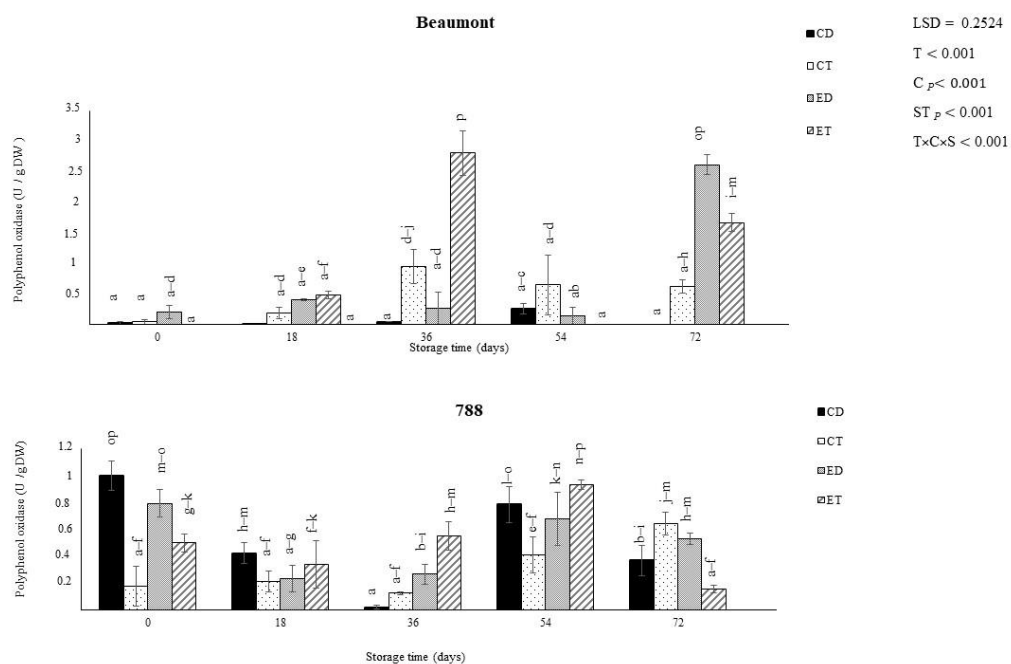 Beaumont
CD
CT
ED
ET
LSD = 0.2524
T < 0.001
C p< 0.001
ST p < 0.001
T×C×S < 0.001
Polyphenol oxidase (U / gDW)
3.5
3
2.5
2
1.5
1
0.5
a a a–d a
a–d a–e a–f a
a d–j a–d p
a–c a–d ab a
a a–h op i–m
0 18 36 54 72
Storage time (days)
788
CD
CT
ED
ET
Polyphenol oxidase (U /gDW)
1.2
1
0.8
0.6
0.4
0.2
op a–f m–o g–k
h–m a–f a–g f–k
a a–f b–i h–m
l–o e–f k–n n–p
b–i j–m h–m a–f
0 18 36 54 72
Storage time (days)